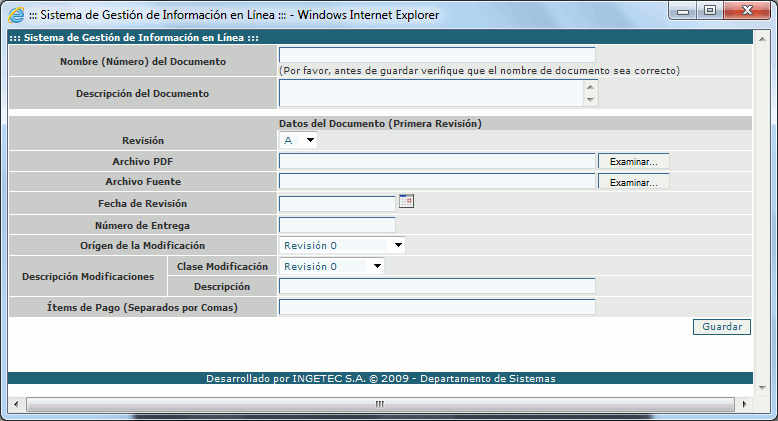 ::: Sistema de Gestión de Información en Línea ::: - Windows Internet Explorer
::: Sistema de Gestión de Información en Línea :::
Nombre (Número) del Documento
(Por favor, antes de guardar verifique que el nombre de documento sea correcto)
Descripción del Documento
Datos del Documento (Primera Revisión)
Revisión A
Archivo PDF Examinar...
Archivo Fuente Examinar...
Fecha de Revisión
Número de Entrega
Orígen de la Modificación Revisión 0
Descripción Modificaciones Clase Modificación Revisión 0
Descripción
Ítems de Pago (Separados por Comas)
Guardar
Desarrollado por INGETEC S.A. © 2009 - Departamento de Sistemas